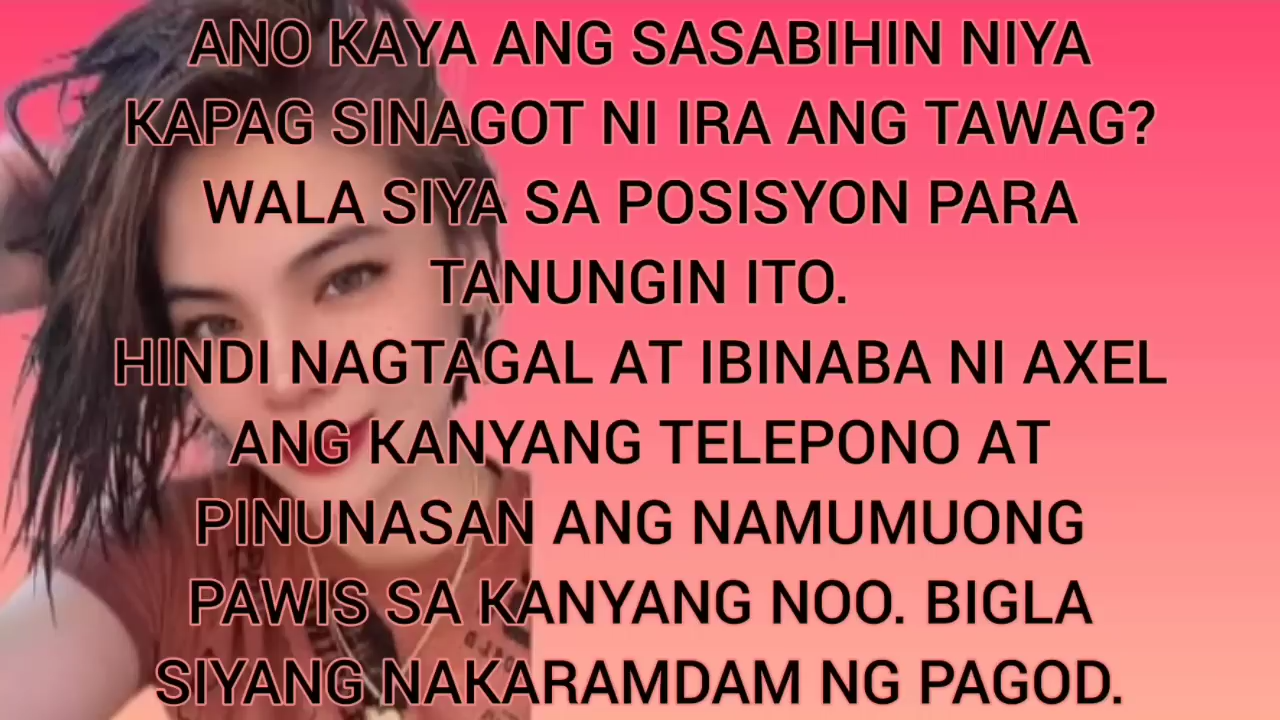 ANO KAYA ANG SASABIHIN NIYA
KAPAG SINAGOT NI IRA ANG TAWAG?
WALA SIYA SA POSISYON PARA
TANUNGIN ITO.
HINDI NAGTAGAL AT IBINABA NI AXEL
ANG KANYANG TELEPONO AT
PINUNASAN ANG NAMUMUONG
PAWIS SA KANYANG NOO. BIGLA
SIYANG NAKARAMDAM NG PAGOD.